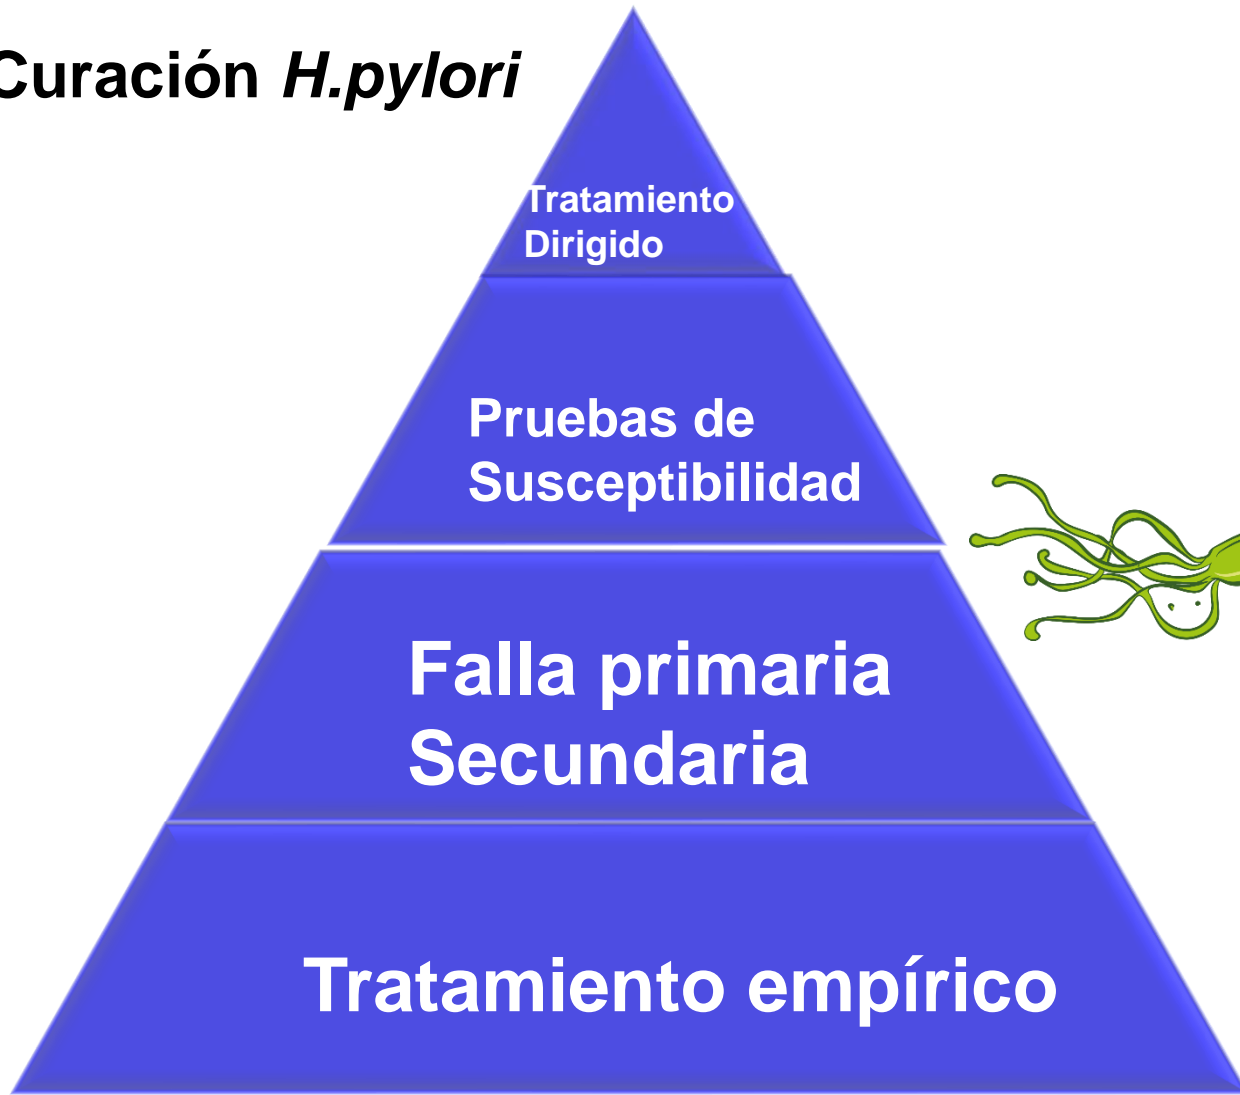 Curación H.pylori
Tratamiento
Dirigido
Pruebas de
Susceptibilidad
Falla primaria
Secundaria
Tratamiento empírico